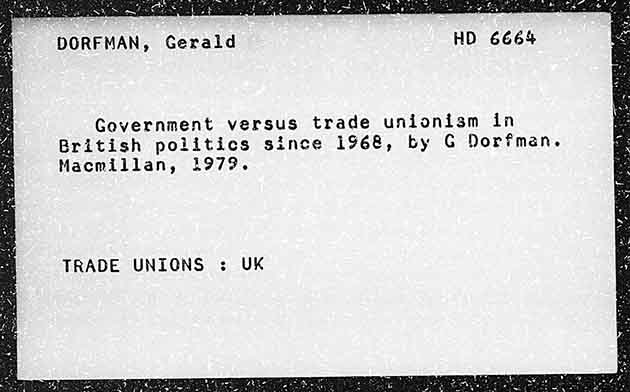 DORFMAN, Gerald HD 6664
Government versus trade unionism in
British politics since 1968, by G Dorfman.
Macmillan, 1979.
TRADE UNIONS : UK